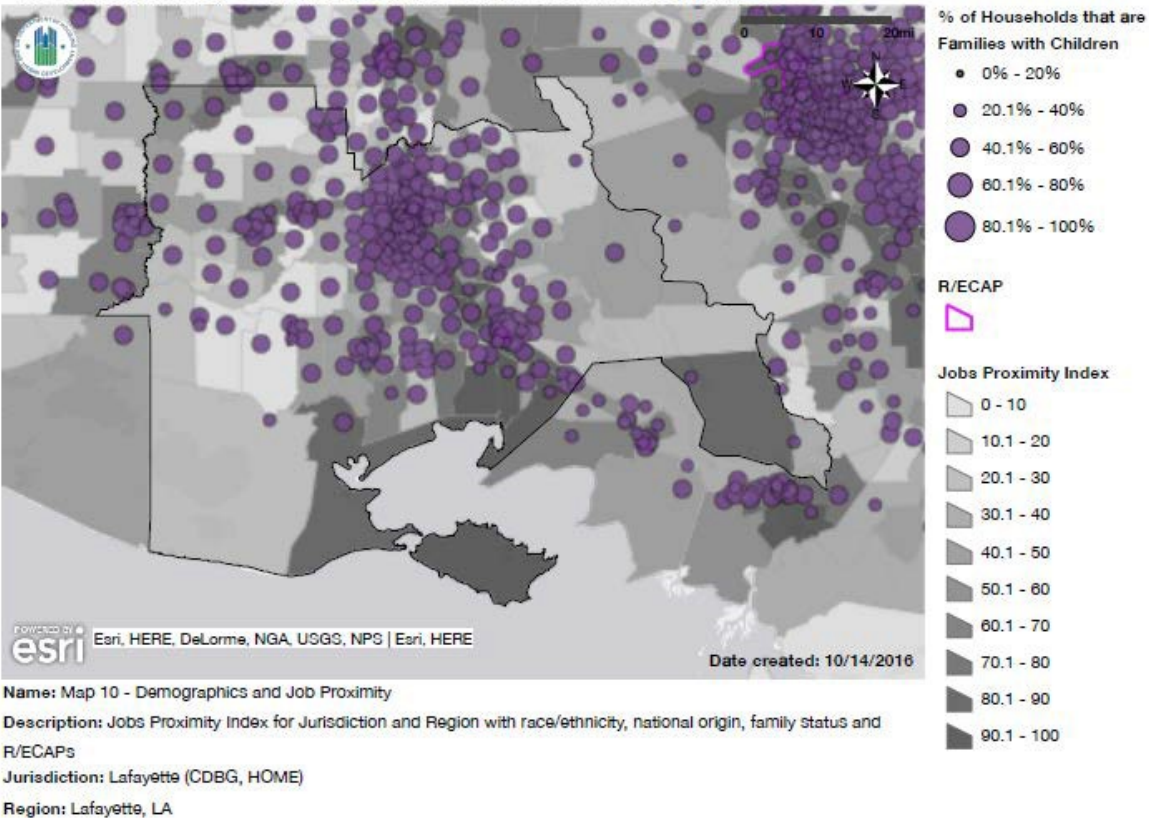 0 10 20mi
N
W E
S
% of Households that are
Families with Children
0% - 20%
20.1% - 40%
40.1% - 60%
60.1% - 80%
80.1% - 100%
R/ECAP
Jobs Proximity Index
0 - 10
10.1 - 20
20.1 - 30
30.1 - 40
40.1 - 50
50.1 - 60
60.1 - 70
70.1 - 80
80.1 - 90
90.1 - 100
POWERED BY
esri
Esri, HERE, DeLorme, NGA, USGS, NPS | Esri, HERE
Date created: 10/14/2016
Name: Map 10 - Demographics and Job Proximity
Description: Jobs Proximity Index for Jurisdiction and Region with race/ethnicity, national origin, family status and
R/ECAPs
Jurisdiction: Lafayette (CDBG, HOME)
Region: Lafayette, LA